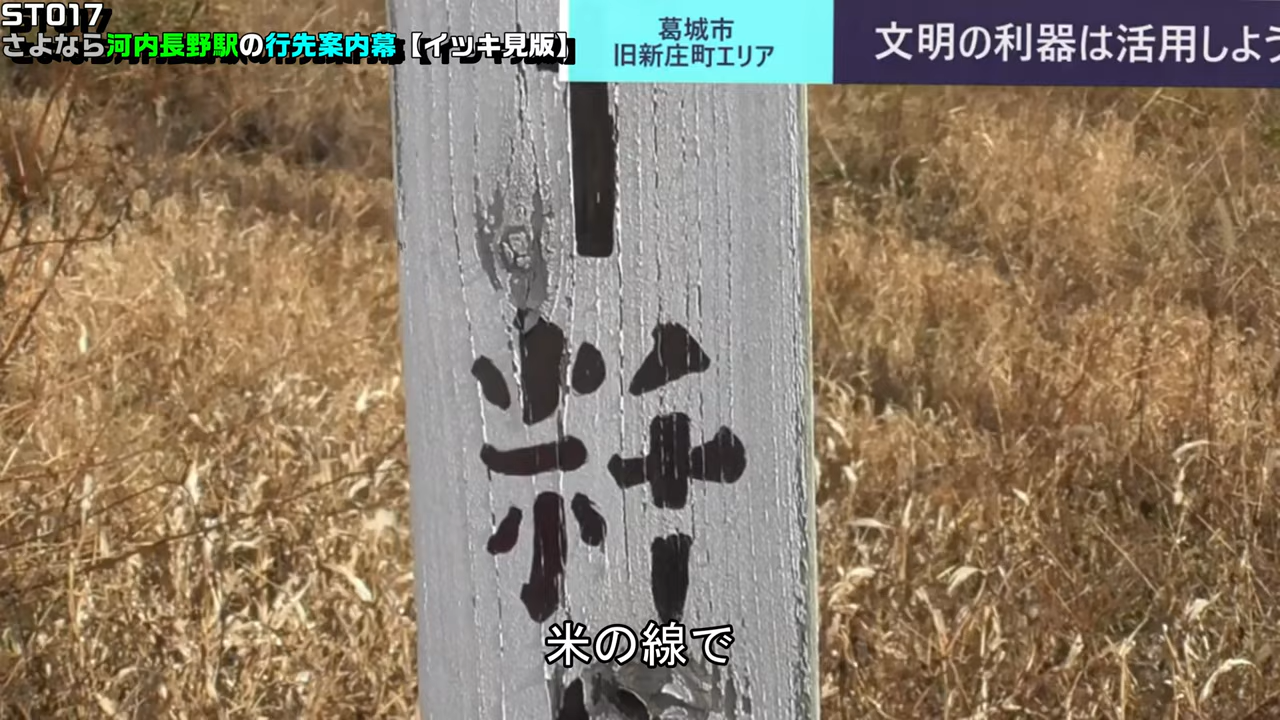 ST017
さよなら河内長野駅の行先案内幕【イッキ見版】
葛城市
旧新庄町エリア
文明の利器は活用しよう
米の線で